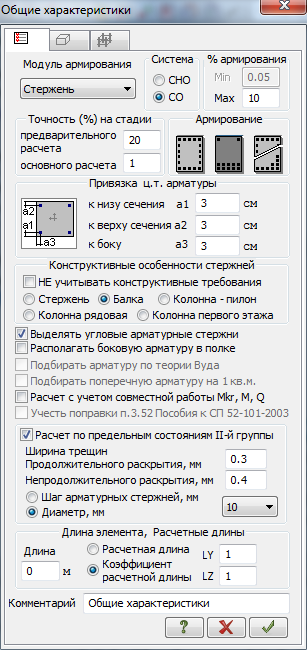 Общие характеристики
Модуль армирования
Стержень
Система
СНО
СО
% армирования
Min 0.05
Max 10
Точность (%) на стадии
предварительного расчета 20
основного расчета 1
Армирование
Привязка ц.т. арматуры
a2
a1
a3
к низу сечения a1 3 см
к верху сечения a2 3 см
к боку a3 3 см
Конструктивные особенности стержней
НЕ учитывать конструктивные требования
Стержень Балка Колонна - пилон
Колонна рядовая Колонна первого этажа
Выделять угловые арматурные стержни
Располагать боковую арматуру в полке
Подбирать арматуру по теории Вуда
Подбирать поперечную арматуру на 1 кв.м.
Расчет с учетом совместной работы Mkr, M, Q
Учесть поправки п.3.52 Пособия к СП 52-101-2003
Расчет по предельным состояниям II-й группы
Ширина трещин
Продолжительного раскрытия, мм 0.3
Непродолжительного раскрытия, мм 0.4
Шаг арматурных стержней, мм
Диаметр, мм
10
Длина элемента, Расчетные длины
Длина
0 м
Расчетная длина
Коэффициент расчетной длины
LY 1
LZ 1
Комментарий Общие характеристики
?